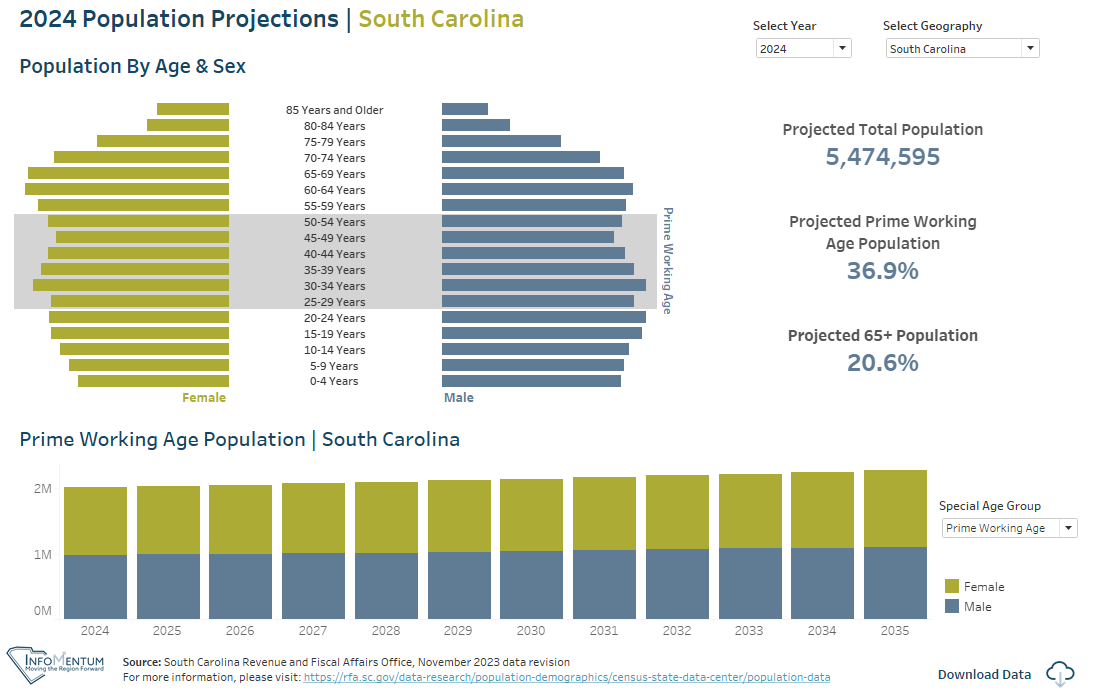 2024 Population Projections | South Carolina
Select Year
Select Geography
2024
South Carolina
Population By Age & Sex
85 Years and Older
80-84 Years
75-79 Years
70-74 Years
65-69 Years
60-64 Years
55-59 Years
50-54 Years
45-49 Years
40-44 Years
35-39 Years
30-34 Years
25-29 Years
20-24 Years
15-19 Years
10-14 Years
5-9 Years
0-4 Years
Female
Male
Prime Working Age
Projected Total Population
5,474,595
Projected Prime Working
Age Population
36.9%
Projected 65+ Population
20.6%
Prime Working Age Population | South Carolina
2M
1M
0M
2024 2025 2026 2027 2028 2029 2030 2031 2032 2033 2034 2035
Special Age Group
Prime Working Age
Female
Male
INFOMENTUM
Moving the Region Forward
Source: South Carolina Revenue and Fiscal Affairs Office, November 2023 data revision
For more information, please visit: https://rfa.sc.gov/data-research/population-demographics/census-state-data-center/population-data
Download Data